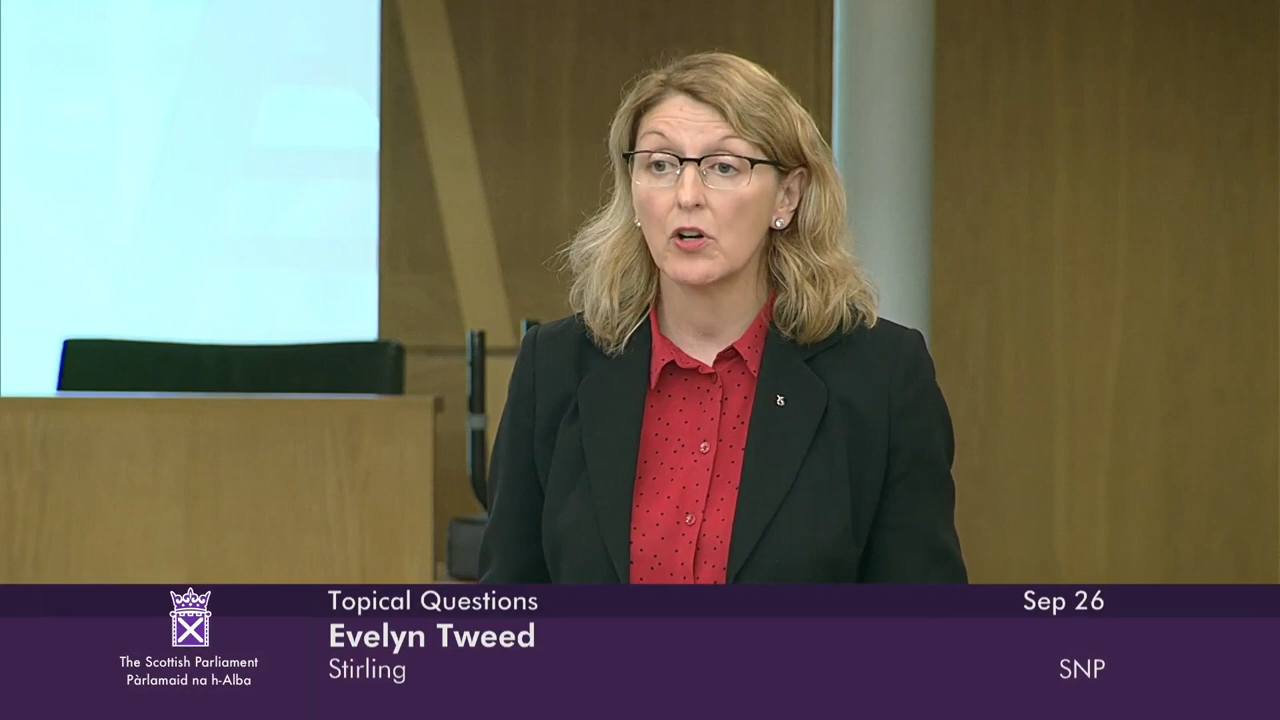 Topical Questions
Sep 26
Evelyn Tweed
Stirling
SNP
The Scottish Parliament
Pàrlamaid na h-Alba